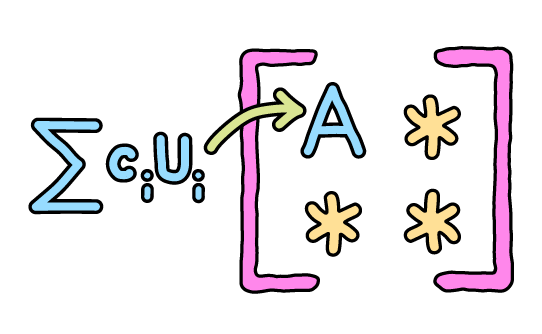 ∑ cᵢUᵢ [ A *
* * ]